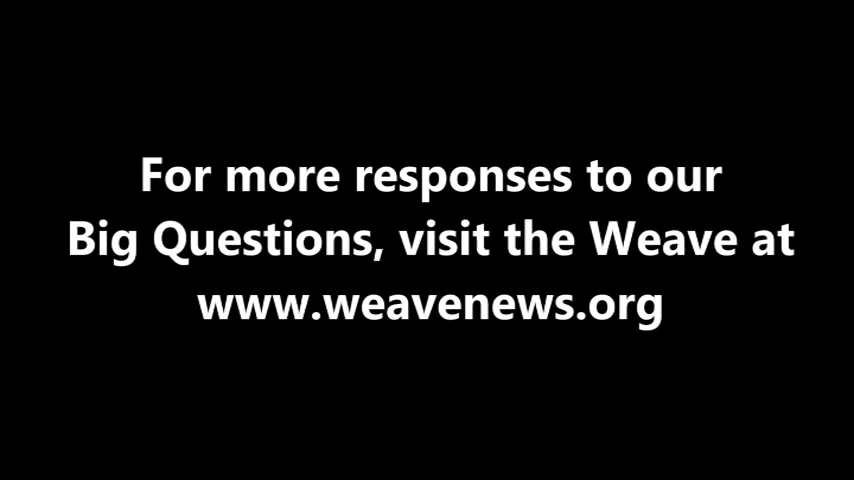 For more responses to our
Big Questions, visit the Weave at
www.weavenews.org